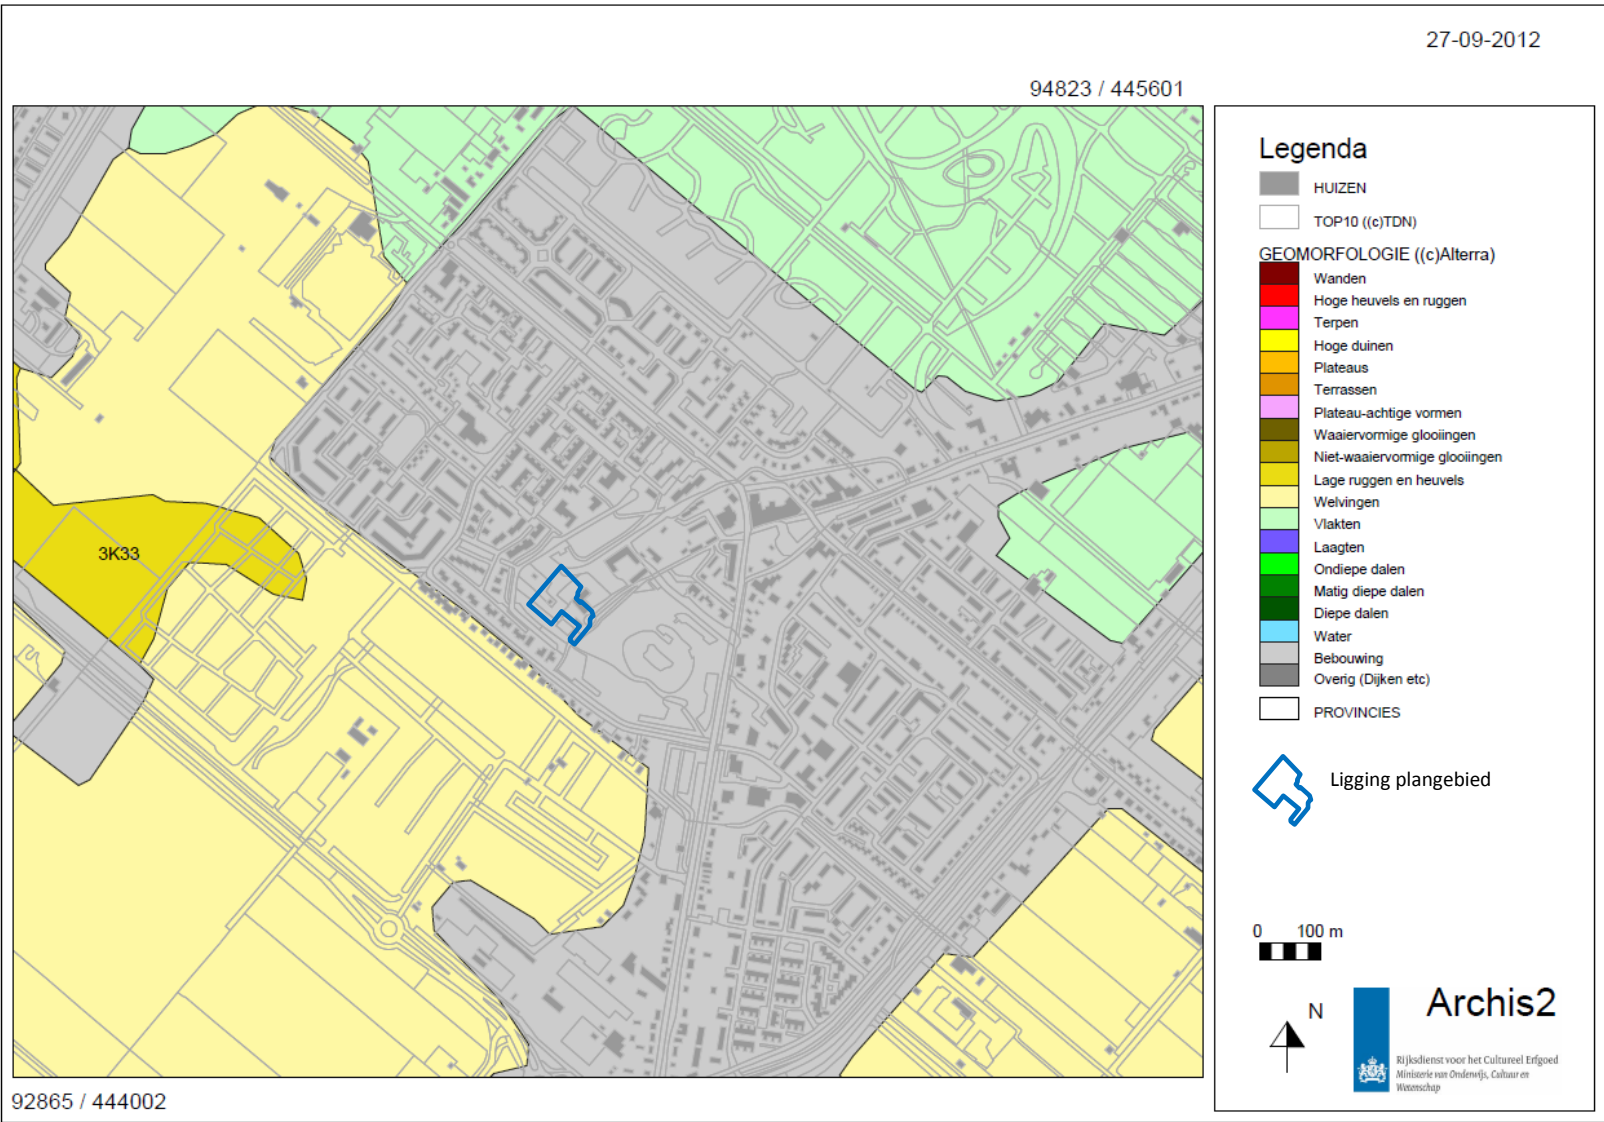 27-09-2012
94823 / 445601
Legenda
HUIZEN
TOP10 ((c)TDN)
GEOMORFOLOGIE ((c)Alterra)
Wanden
Hoge heuvels en ruggen
Terpen
Hoge duinen
Plateaus
Terrassen
Plateau-achtige vormen
Waaiervormige glooiingen
Niet-waaiervormige glooiingen
Lage ruggen en heuvels
Welvingen
Vlakten
Laagten
Ondiepe dalen
Matig diepe dalen
Diepe dalen
Water
Bebouwing
Overig (Dijken etc)
PROVINCIES
Ligging plangebied
3K33
0 100 m
N
Archis2
Rijksdienst voor het Cultureel Erfgoed
Ministerie van Onderwijs, Cultuur en
Wetenschap
92865 / 444002